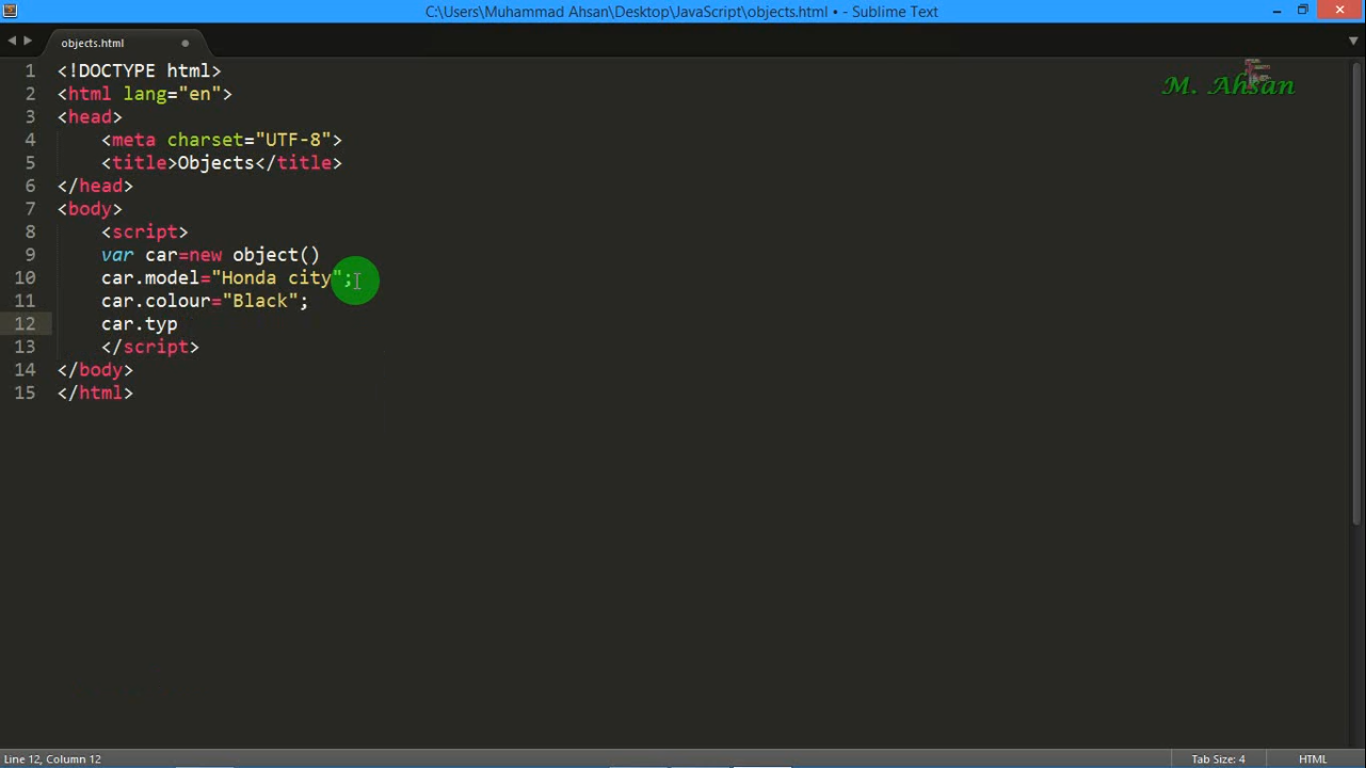 C:\Users\Muhammad Ahsan\Desktop\JavaScript\objects.html • - Sublime Text
objects.html
M. Ahsan
1 <!DOCTYPE html>
2 <html lang="en">
3 <head>
4 <meta charset="UTF-8">
5 <title>Objects</title>
6 </head>
7 <body>
8 <script>
9 var car=new object()
10 car.model="Honda city";
11 car.colour="Black";
12 car.typ
13 </script>
14 </body>
15 </html>
Line 12, Column 12 Tab Size: 4 HTML